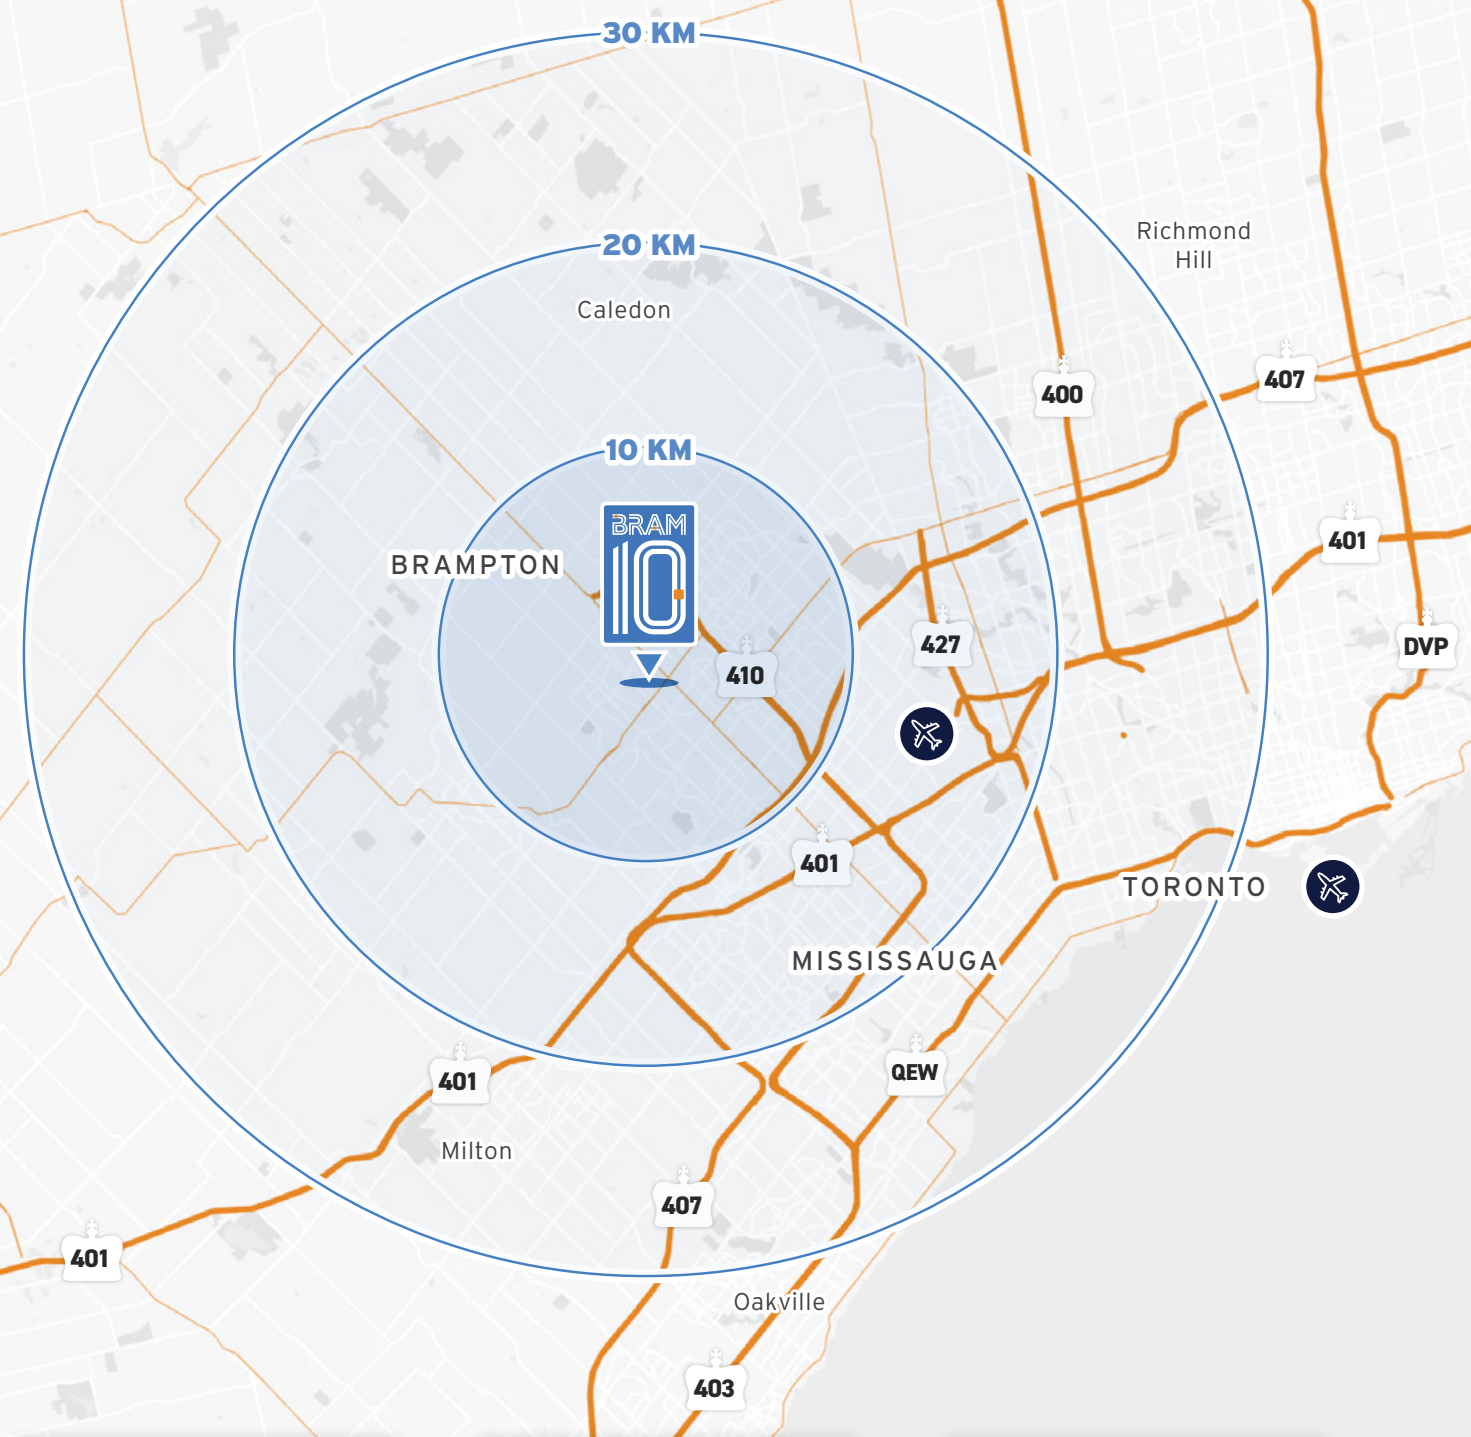 30 KM
Richmond
Hill
20 KM
Caledon
407
400
10 KM
BRAM
10
401
BRAMPTON
427
DVP
410
401
TORONTO
MISSISSAUGA
QEW
401
Milton
407
401
Oakville
403